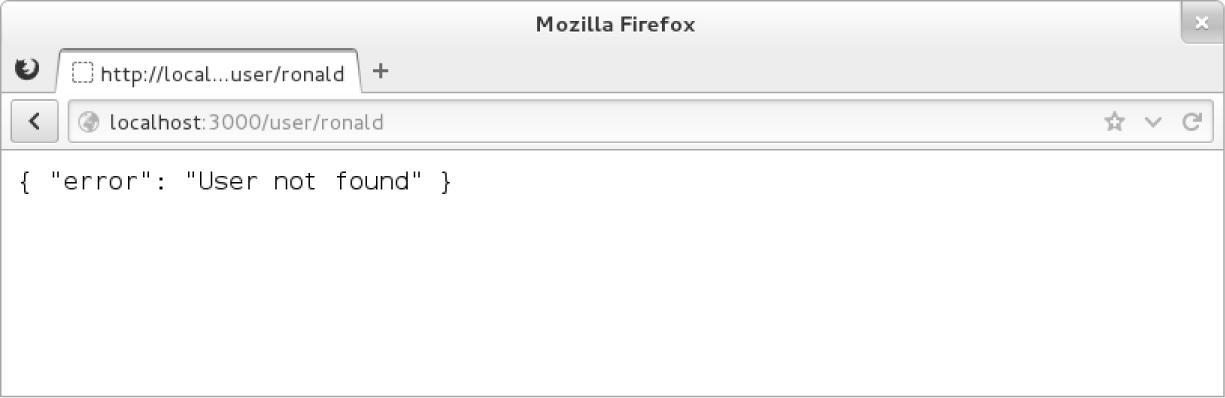 Mozilla Firefox
http://local...user/ronald
localhost:3000/user/ronald
{ "error": "User not found" }